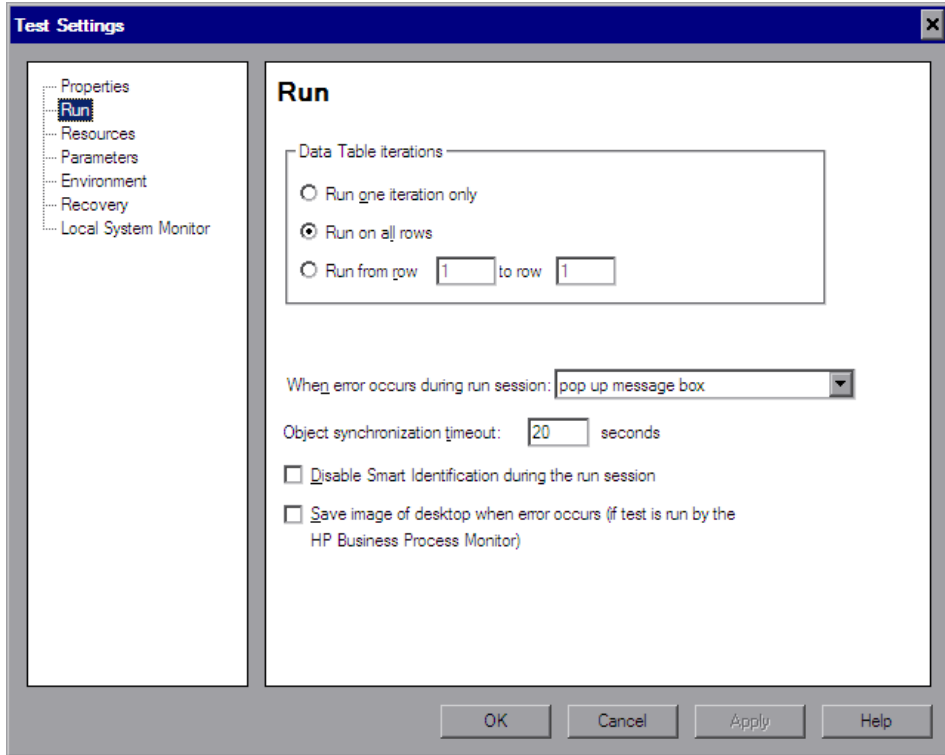 Test Settings
Properties
Run
Resources
Parameters
Environment
Recovery
Local System Monitor
Run
Data Table iterations
Run one iteration only
Run on all rows
Run from row 1 to row 1
When error occurs during run session: pop up message box
Object synchronization timeout: 20 seconds
Disable Smart Identification during the run session
Save image of desktop when error occurs (if test is run by the
HP Business Process Monitor)
OK Cancel Apply Help